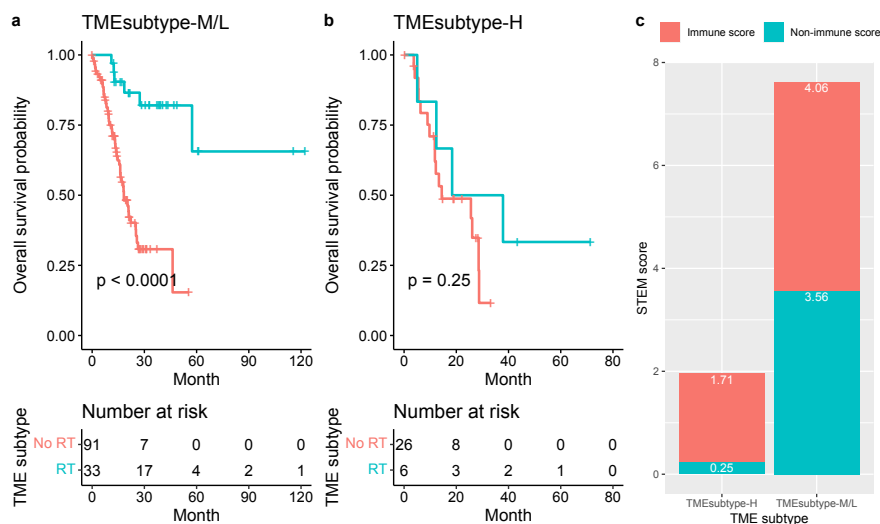 a
TMEsubtype-M/L
Overall survival probability
1.00
0.75
0.50
0.25
0.00
p < 0.0001
0 30 60 90 120
Month
Number at risk
TME subtype
No RT 91 7 0 0 0
RT 33 17 4 2 1
0 30 60 90 120
Month
b
TMEsubtype-H
Overall survival probability
1.00
0.75
0.50
0.25
0.00
p = 0.25
0 20 40 60 80
Month
Number at risk
TME subtype
No RT 26 8 0 0 0
RT 6 3 2 1 0
0 20 40 60 80
Month
c
Immune score Non-immune score
STEM score
8
6
4
2
0
4.06
3.56
1.71
0.25
TMEsubtype-H TMEsubtype-M/L
TME subtype